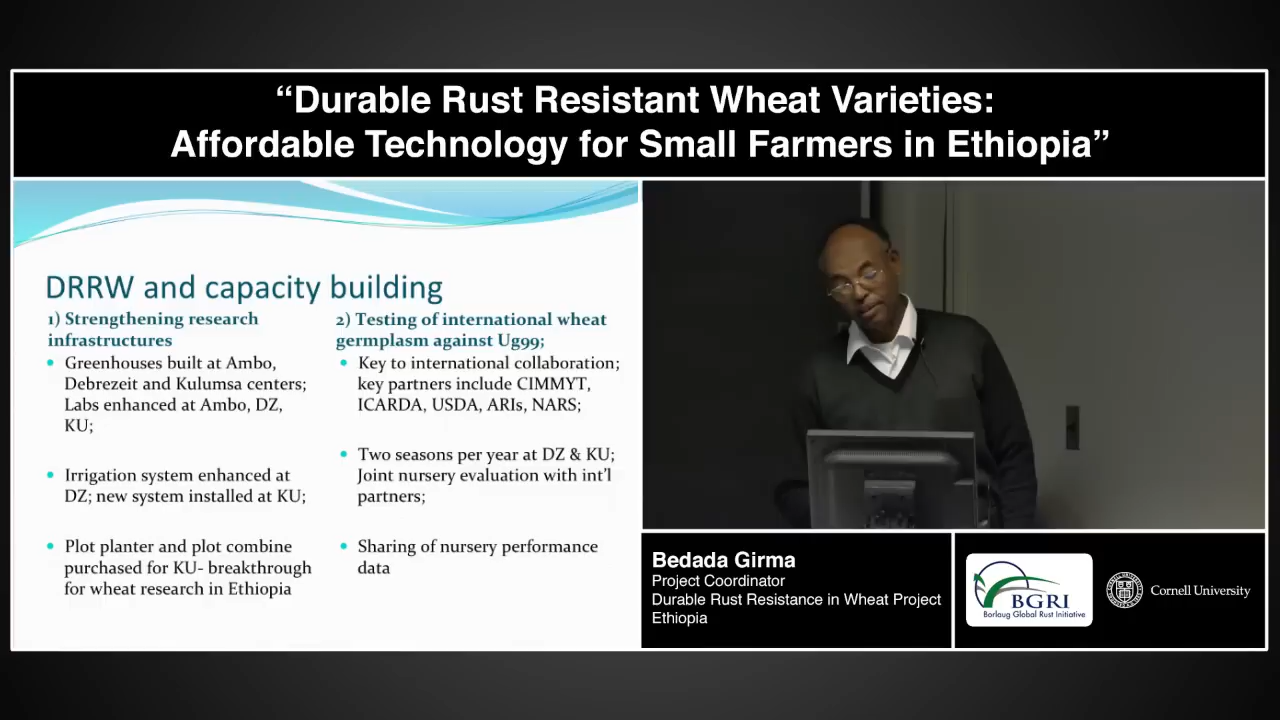 “Durable Rust Resistant Wheat Varieties:
Affordable Technology for Small Farmers in Ethiopia”
DRRW and capacity building
1) Strengthening research
infrastructures
• Greenhouses built at Ambo,
Debrezeit and Kulumsa centers;
Labs enhanced at Ambo, DZ,
KU;
• Irrigation system enhanced at
DZ; new system installed at KU;
• Plot planter and plot combine
purchased for KU- breakthrough
for wheat research in Ethiopia
2) Testing of international wheat
germplasm against Ug99;
• Key to international collaboration;
key partners include CIMMYT,
ICARDA, USDA, ARIs, NARS;
• Two seasons per year at DZ & KU;
Joint nursery evaluation with int’l
partners;
• Sharing of nursery performance
data
Bedada Girma
Project Coordinator
Durable Rust Resistance in Wheat Project
Ethiopia
BGRI
Borlaug Global Rust Initiative
Cornell University